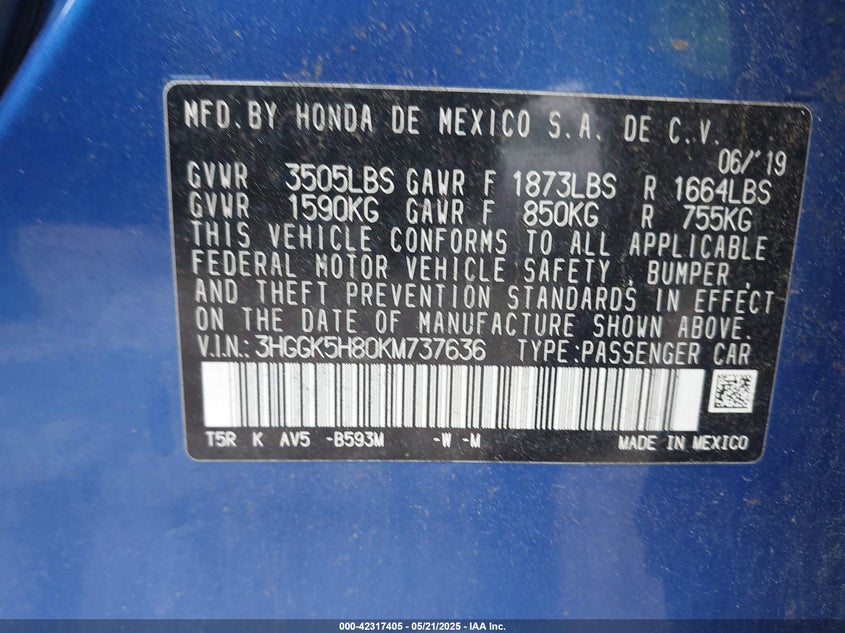 MFD. BY HONDA DE MEXICO S.A. DE C.V.
06/'19
GVWR 3505LBS GAWR F 1873LBS R 1664LBS
GVWR 1590KG GAWR F 850KG R 755KG
THIS VEHICLE CONFORMS TO ALL APPLICABLE
FEDERAL MOTOR VEHICLE SAFETY, BUMPER,
AND THEFT PREVENTION STANDARDS IN EFFECT
ON THE DATE OF MANUFACTURE SHOWN ABOVE.
V.I.N.: 3HGGK5H80KM737636 TYPE:PASSENGER CAR
T5R K AV5 -B593M -W -M MADE IN MEXICO
000-42317405 | 05/21/2025 | IAA Inc.